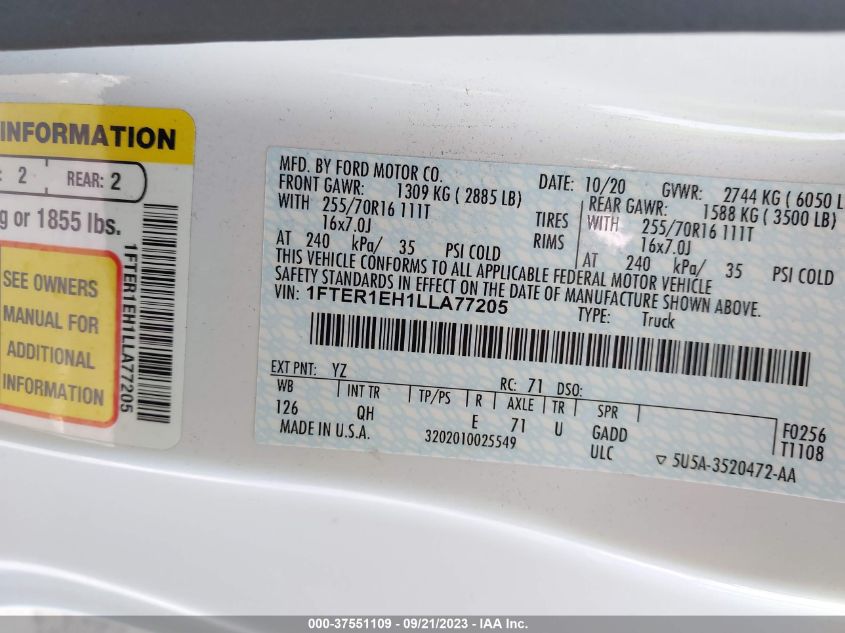 INFORMATION
: 2 REAR: 2
g or 1855 lbs.
SEE OWNERS
MANUAL FOR
ADDITIONAL
INFORMATION
1FTER1EH1LLA77205
MFD. BY FORD MOTOR CO. DATE: 10/20 GVWR: 2744 KG ( 6050 L
FRONT GAWR: 1309 KG ( 2885 LB) REAR GAWR: 1588 KG ( 3500 LB)
WITH 255/70R16 111T TIRES WITH 255/70R16 111T
16x7.0J RIMS 16x7.0J
AT 240 kPa/ 35 PSI COLD AT 240 kPa/ 35 PSI COLD
THIS VEHICLE CONFORMS TO ALL APPLICABLE FEDERAL MOTOR VEHICLE
SAFETY STANDARDS IN EFFECT ON THE DATE OF MANUFACTURE SHOWN ABOVE.
VIN: 1FTER1EH1LLA77205 TYPE: Truck
EXT PNT: YZ RC: 71 DSO:
WB INT TR TP/PS R AXLE TR SPR
126 QH E 71 U GADD F0256
MADE IN U.S.A. 3202010025549 ULC T1108
▽ 5U5A-3520472-AA
000-37551109 - 09/21/2023 - IAA Inc.